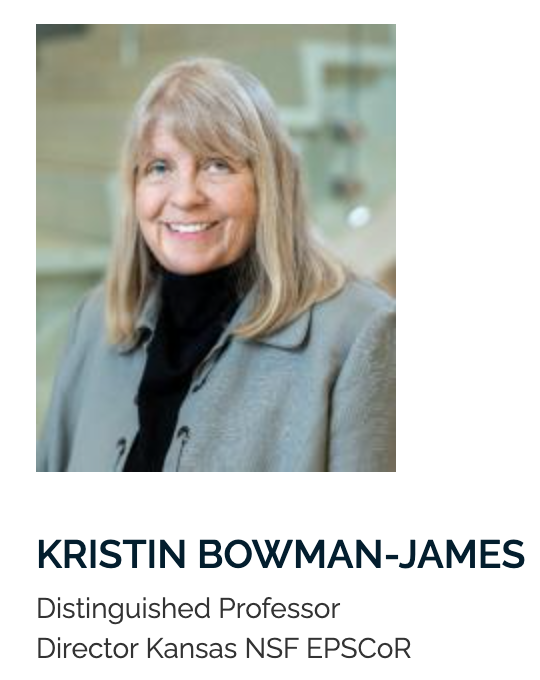 KRISTIN BOWMAN-JAMES
Distinguished Professor
Director Kansas NSF EPSCoR